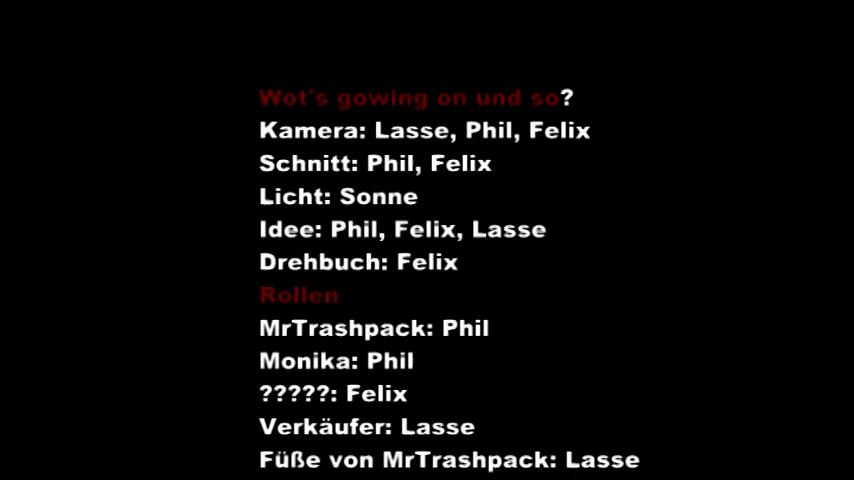 Wot's gowing on und so?
Kamera: Lasse, Phil, Felix
Schnitt: Phil, Felix
Licht: Sonne
Idee: Phil, Felix, Lasse
Drehbuch: Felix
Rollen
MrTrashpack: Phil
Monika: Phil
?????: Felix
Verkäufer: Lasse
Füße von MrTrashpack: Lasse